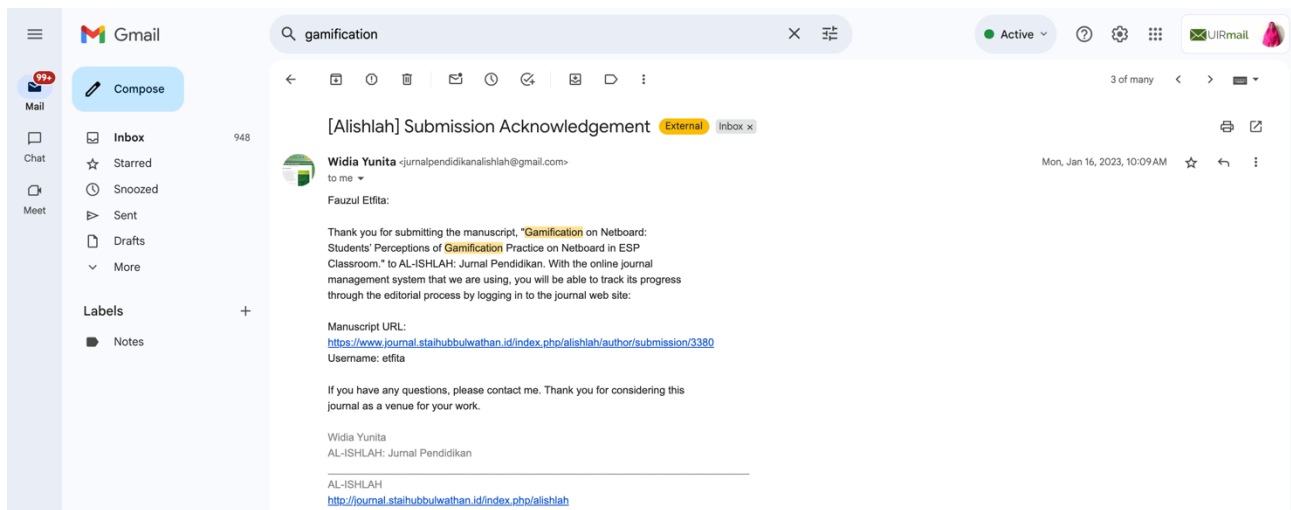 Gmail
gamification
Active
UIRmail
99+
Mail
Chat
Meet
Compose
Inbox 948
Starred
Snoozed
Sent
Drafts
More
Labels
Notes
3 of many
[Alishlah] Submission Acknowledgement External Inbox x
Widia Yunita <jurnalpendidikanalishlah@gmail.com> Mon, Jan 16, 2023, 10:09 AM
to me
Fauzul Etfita:
Thank you for submitting the manuscript, "Gamification on Netboard:
Students' Perceptions of Gamification Practice on Netboard in ESP
Classroom." to AL-ISHLAH: Jurnal Pendidikan. With the online journal
management system that we are using, you will be able to track its progress
through the editorial process by logging in to the journal web site:
Manuscript URL:
https://www.journal.staihubbulwathan.id/index.php/alishlah/author/submission/3380
Username: etfita
If you have any questions, please contact me. Thank you for considering this
journal as a venue for your work.
Widia Yunita
AL-ISHLAH: Jurnal Pendidikan
AL-ISHLAH
http://journal.staihubbulwathan.id/index.php/alishlah